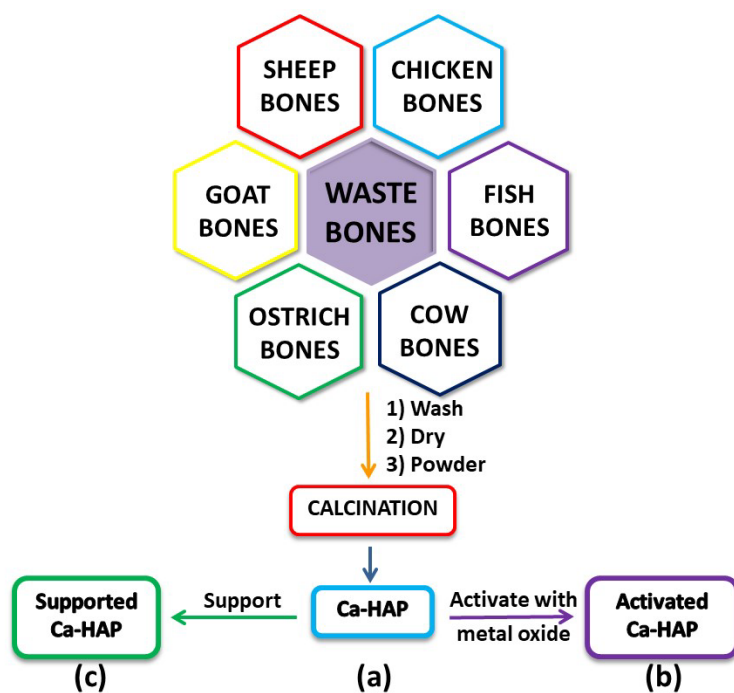 SHEEP
BONES
CHICKEN
BONES
GOAT
BONES
WASTE
BONES
FISH
BONES
OSTRICH
BONES
COW
BONES
1) Wash
2) Dry
3) Powder
CALCINATION
Supported
Ca-HAP
Support
Ca-HAP
Activate with
metal oxide
Activated
Ca-HAP
(c)
(a)
(b)